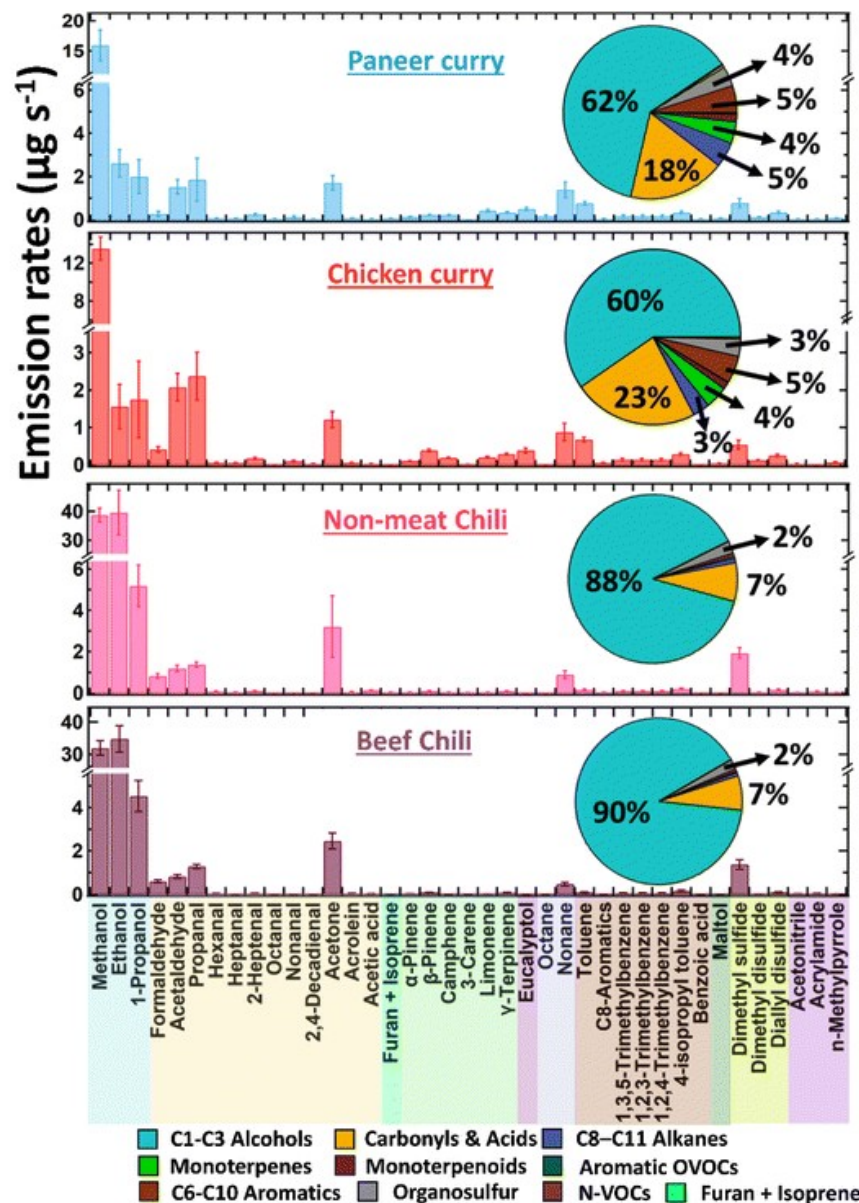 Emission rates (µg s⁻¹)
Paneer curry
20
15
6
4
2
0
62%
18%
4%
5%
4%
5%
Chicken curry
12
3
2
1
0
60%
23%
3%
5%
4%
3%
Non-meat Chili
40
30
6
4
2
0
88%
2%
7%
Beef Chili
40
30
4
2
0
90%
2%
7%
Methanol
Ethanol
1-Propanol
Formaldehyde
Acetaldehyde
Propanal
Hexanal
Heptanal
2-Heptenal
Octanal
Nonanal
2,4-Decadienal
Acetone
Acrolein
Acetic acid
Furan + Isoprene
α-Pinene
β-Pinene
Camphene
3-Carene
Limonene
γ-Terpinene
Eucalyptol
Octane
Nonane
Toluene
C8-Aromatics
1,3,5-Trimethylbenzene
1,2,3-Trimethylbenzene
1,2,4-Trimethylbenzene
4-isopropyl toluene
Benzoic acid
Maltol
Dimethyl sulfide
Dimethyl disulfide
Diallyl disulfide
Acetonitrile
Acrylamide
n-Methylpyrrole
C1-C3 Alcohols Carbonyls & Acids C8–C11 Alkanes
Monoterpenes Monoterpenoids Aromatic OVOCs
C6-C10 Aromatics Organosulfur N-VOCs Furan + Isoprene